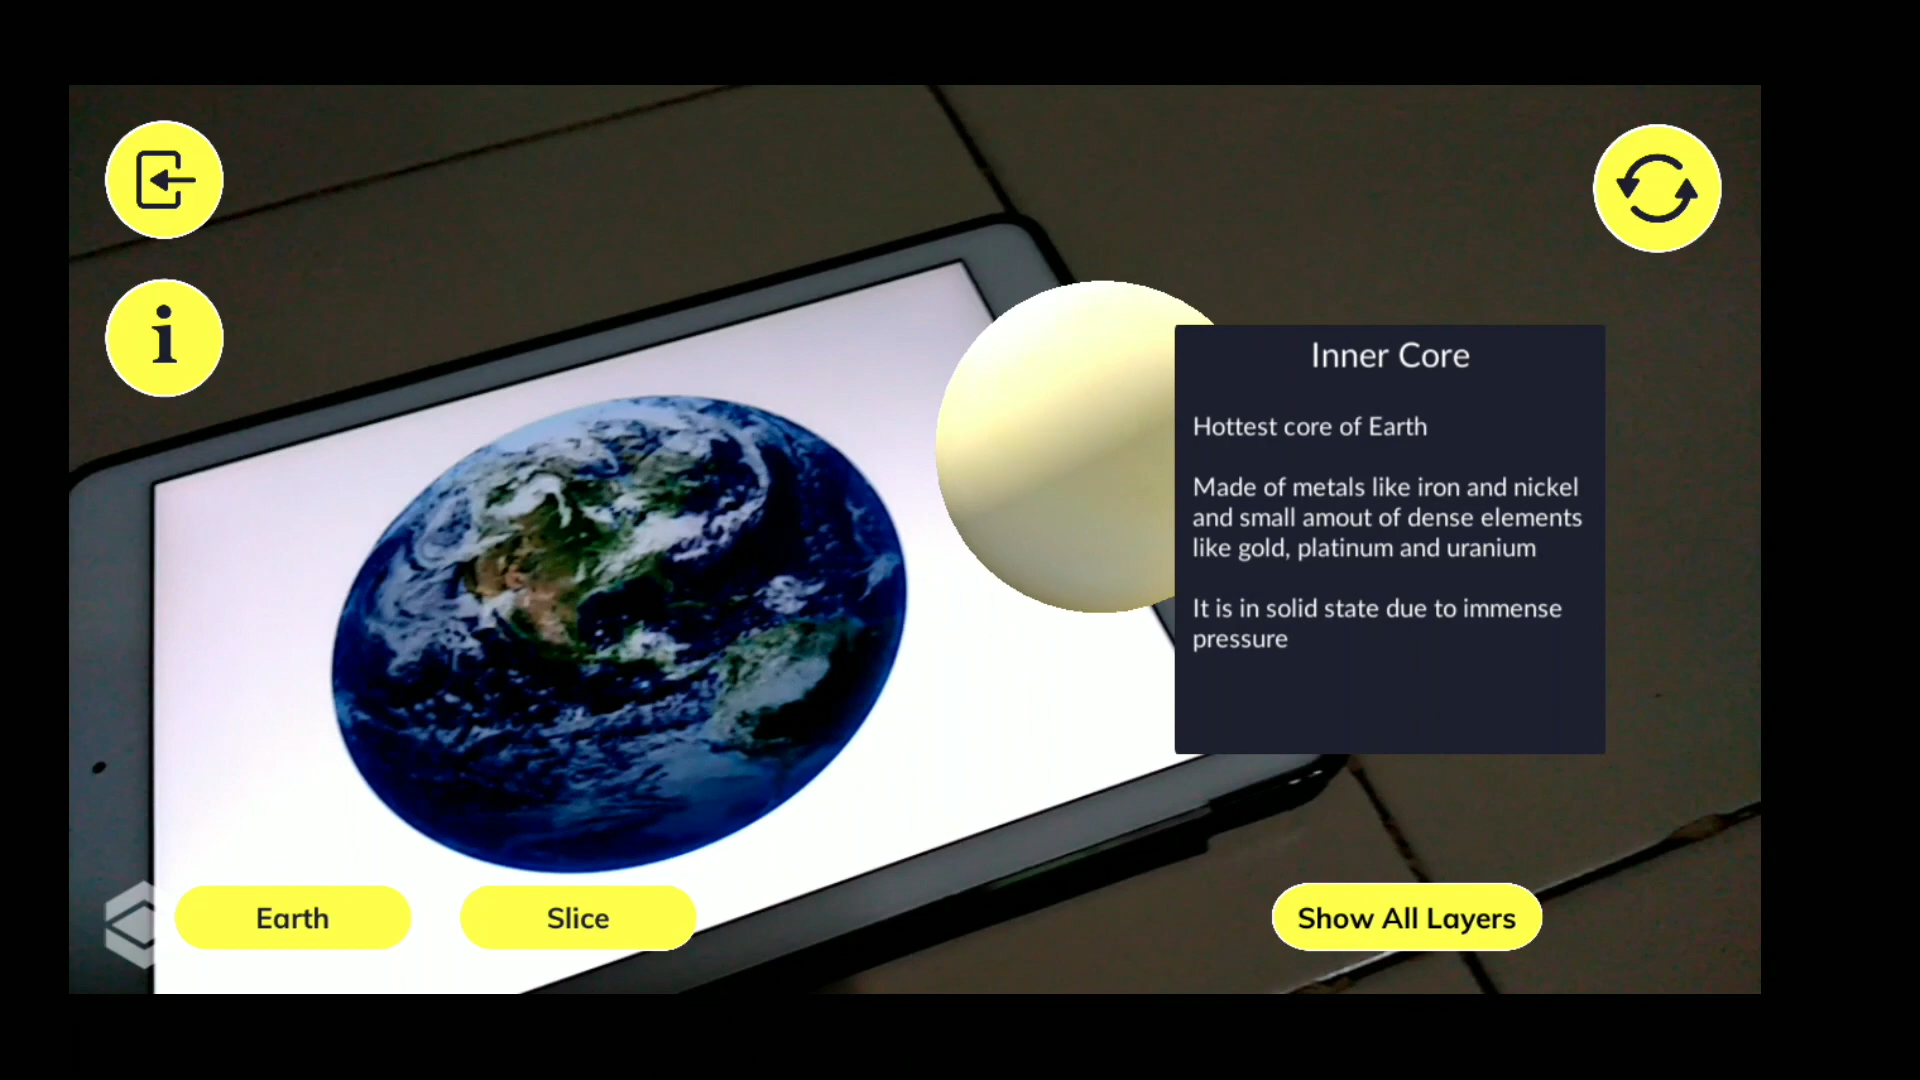 i
Inner Core
Hottest core of Earth
Made of metals like iron and nickel
and small amout of dense elements
like gold, platinum and uranium
It is in solid state due to immense
pressure
Earth
Slice
Show All Layers